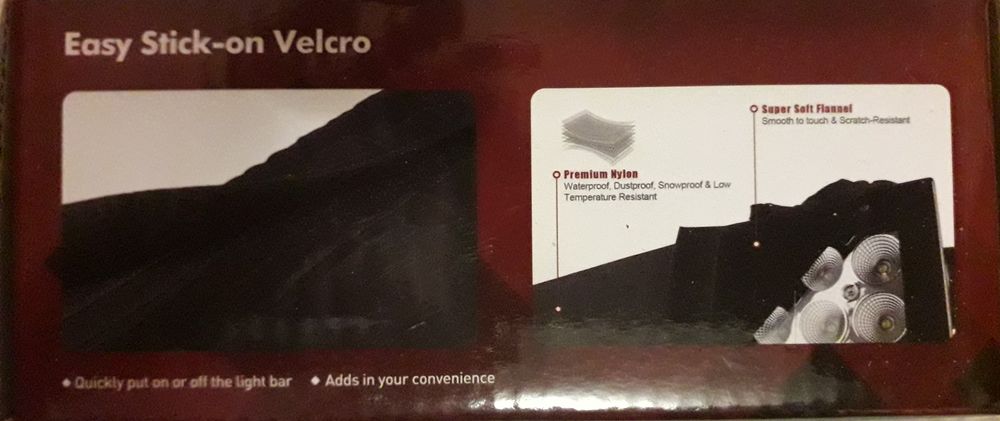 Easy Stick-on Velcro
Super Soft Flannel
Smooth to touch & Scratch-Resistant
Premium Nylon
Waterproof, Dustproof, Snowproof & Low
Temperature Resistant
◆ Quickly put on or off the light bar ◆ Adds in your convenience